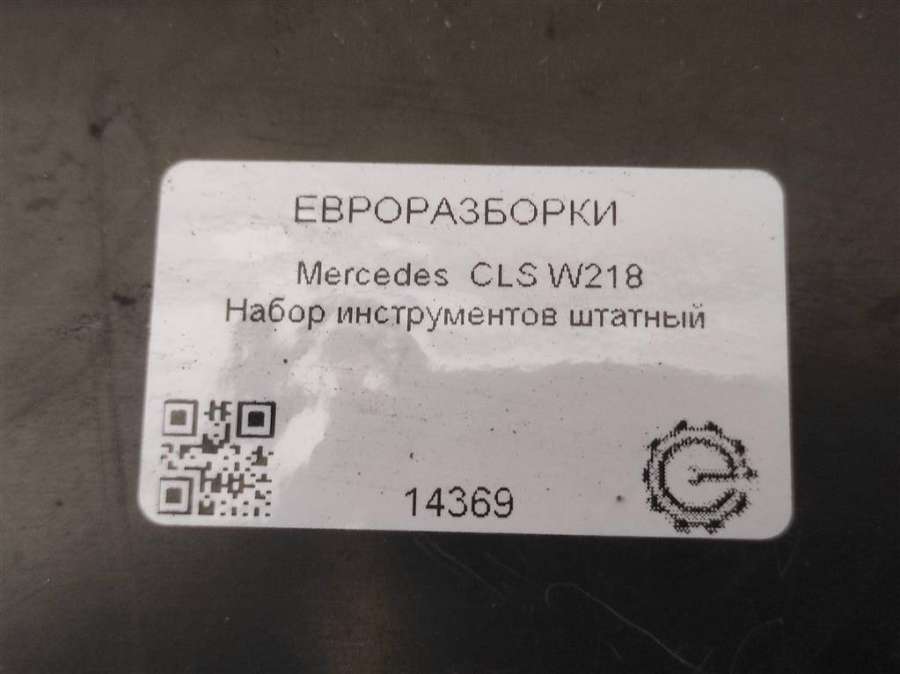 ЕВРОРАЗБОРКИ
Mercedes CLS W218
Набор инструментов штатный
14369